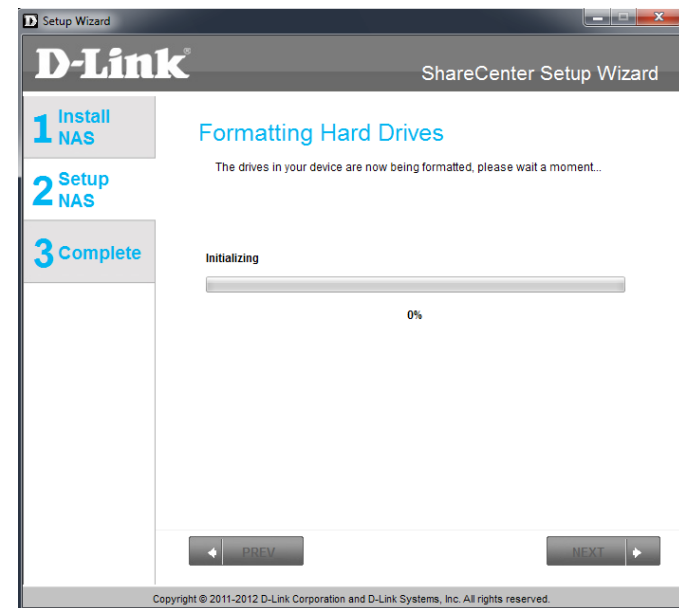 Setup Wizard
D-Link®
ShareCenter Setup Wizard
1 Install
NAS
2 Setup
NAS
3 Complete
Formatting Hard Drives
The drives in your device are now being formatted, please wait a moment...
Initializing
0%
PREV
NEXT
Copyright © 2011-2012 D-Link Corporation and D-Link Systems, Inc. All rights reserved.